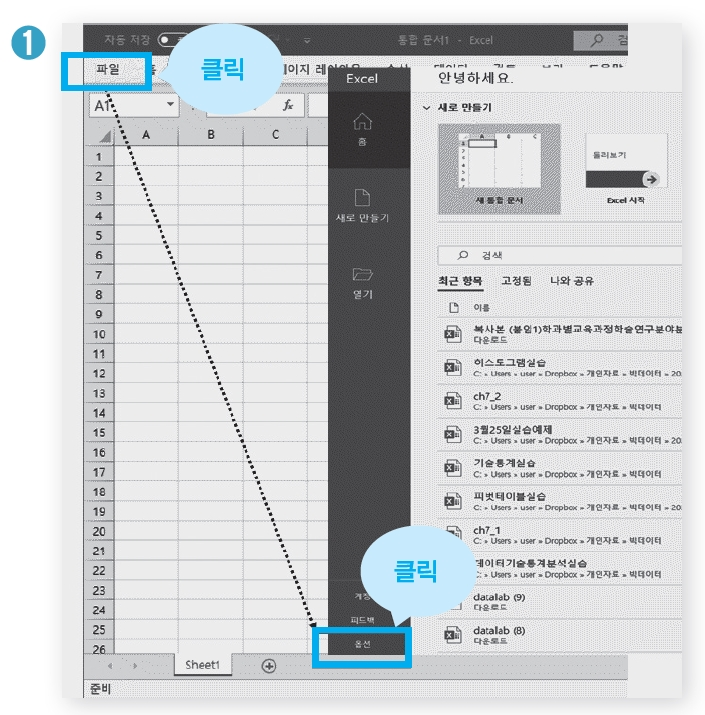 1
자동 저장
통합 문서1 - Excel
파일
클릭
A1
fx
A B C
1
2
3
4
5
6
7
8
9
10
11
12
13
14
15
16
17
18
19
20
21
22
23
24
25
26
Sheet1
준비
Excel
홈
새로 만들기
열기
피드백
옵션
클릭
안녕하세요.
새로 만들기
A B C
1
2
3
4
5
6
7
새 통합 문서
둘러보기
Excel 시작
검색
최근 항목 고정됨 나와 공유
이름
복사본 (붙임1)학과별교육과정학술연구분야분
다운로드
히스토그램실습
C: » Users » user » Dropbox » 개인자료 » 빅데이터 » 20
ch7_2
C: » Users » user » Dropbox » 개인자료 » 빅데이터
3월25일실습예제
C: » Users » user » Dropbox » 개인자료 » 빅데이터 » 20
기술통계실습
C: » Users » user » Dropbox » 개인자료 » 빅데이터
피벗테이블실습
C: » Users » user » Dropbox » 개인자료 » 빅데이터 » 20
ch7_1
C: » Users » user » Dropbox » 개인자료 » 빅데이터
데이터기술통계분석실습
C: » Users » user » Dropbox » 개인자료 » 빅데이터
datalab (9)
다운로드
datalab (8)
다운로드